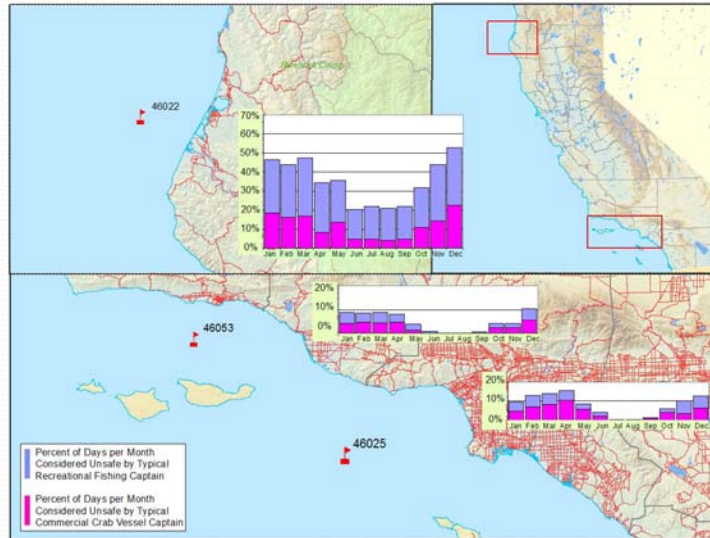 46022
70%
60%
50%
40%
30%
20%
10%
0%
Jan Feb Mar Apr May Jun Jul Aug Sep Oct Nov Dec
20%
10%
0%
Jan Feb Mar Apr May Jun Jul Aug Sep Oct Nov Dec
46053
20%
10%
0%
Jan Feb Mar Apr May Jun Jul Aug Sep Oct Nov Dec
46025
Percent of Days per Month
Considered Unsafe by Typical
Recreational Fishing Captain
Percent of Days per Month
Considered Unsafe by Typical
Commercial Crab Vessel Captain